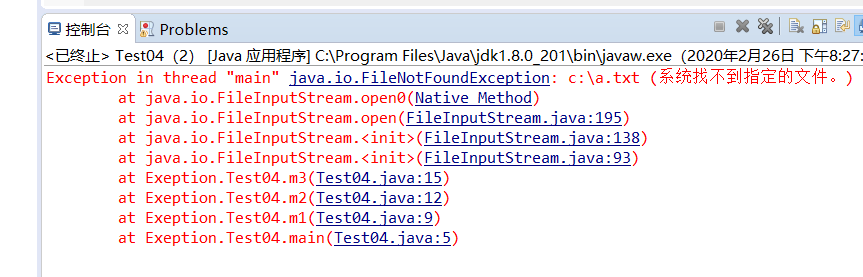 控制台 Problems
<已终止> Test04（2） [Java 应用程序] C:\Program Files\Java\jdk1.8.0_201\bin\javaw.exe（2020年2月26日 下午8:27:
Exception in thread "main" java.io.FileNotFoundException: c:\a.txt (系统找不到指定的文件。)
at java.io.FileInputStream.open0(Native Method)
at java.io.FileInputStream.open(FileInputStream.java:195)
at java.io.FileInputStream.<init>(FileInputStream.java:138)
at java.io.FileInputStream.<init>(FileInputStream.java:93)
at Exeption.Test04.m3(Test04.java:15)
at Exeption.Test04.m2(Test04.java:12)
at Exeption.Test04.m1(Test04.java:9)
at Exeption.Test04.main(Test04.java:5)